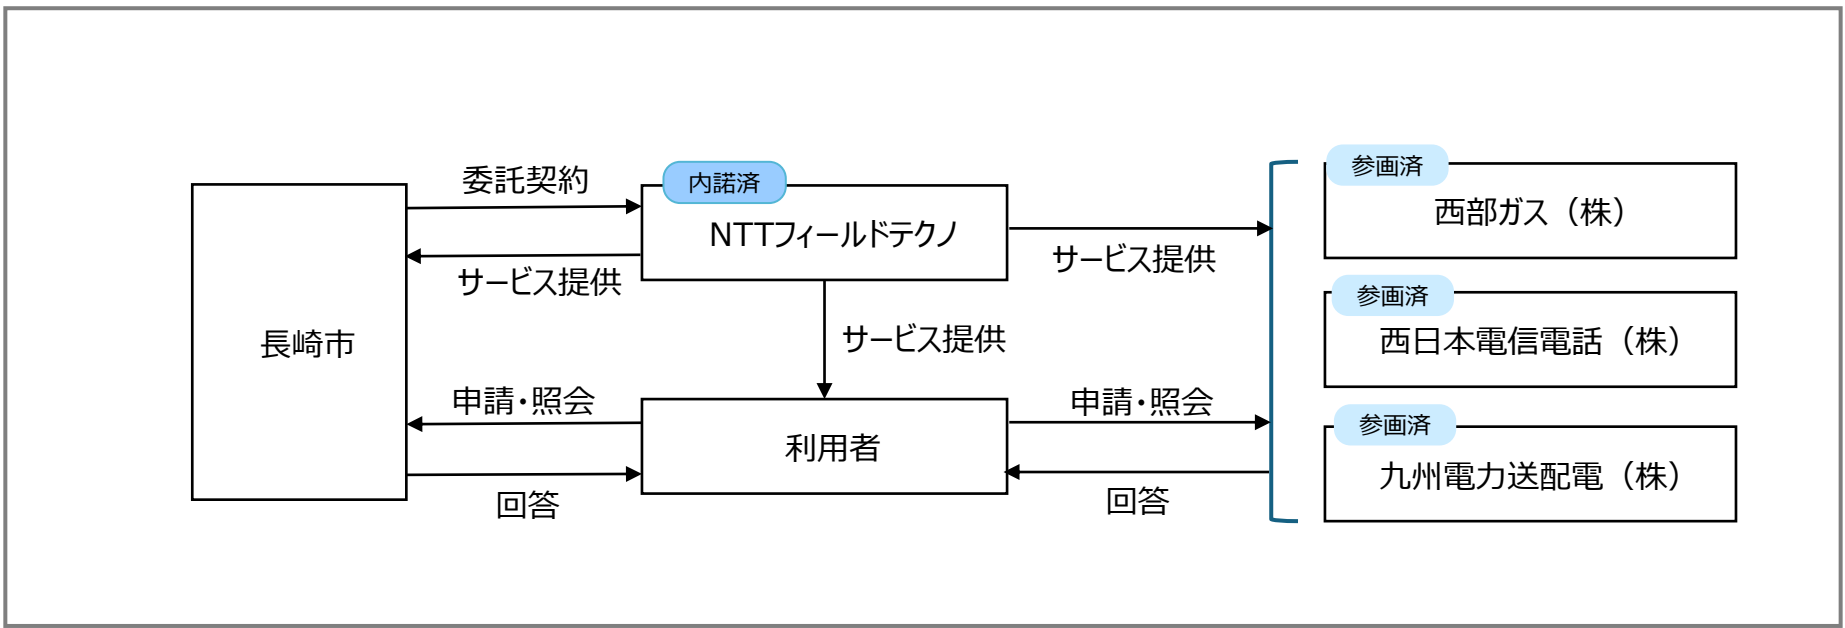 長崎市
委託契約
サービス提供
内諾済
NTTフィールドテクノ
サービス提供
サービス提供
申請・照会
回答
利用者
申請・照会
回答
参画済
西部ガス（株）
参画済
西日本電信電話（株）
参画済
九州電力送配電（株）